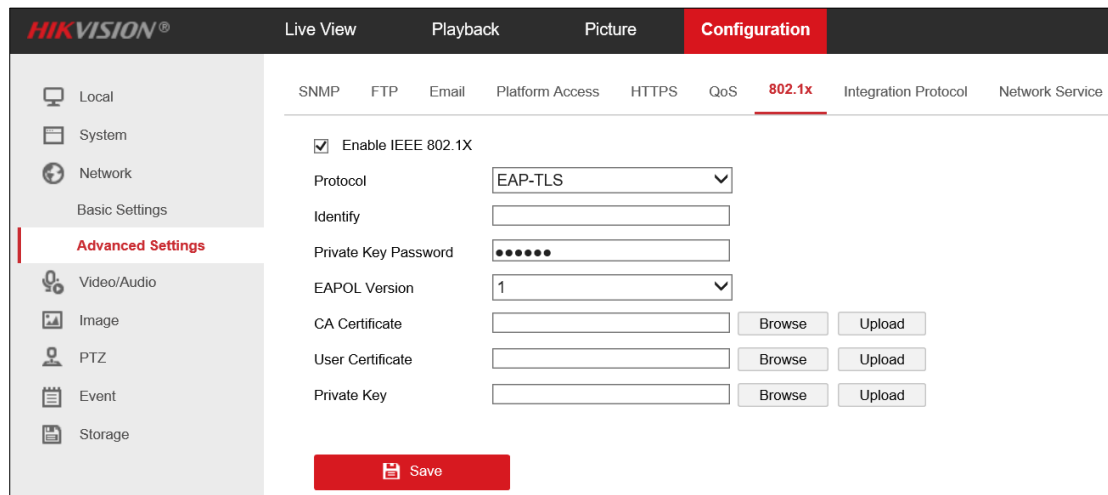 HIKVISION® Live View Playback Picture Configuration
SNMP FTP Email Platform Access HTTPS QoS 802.1x Integration Protocol Network Service
Local
System
Network
Basic Settings
Advanced Settings
Video/Audio
Image
PTZ
Event
Storage
Enable IEEE 802.1X
Protocol EAP-TLS
Identify
Private Key Password ●●●●●●
EAPOL Version 1
CA Certificate Browse Upload
User Certificate Browse Upload
Private Key Browse Upload
Save